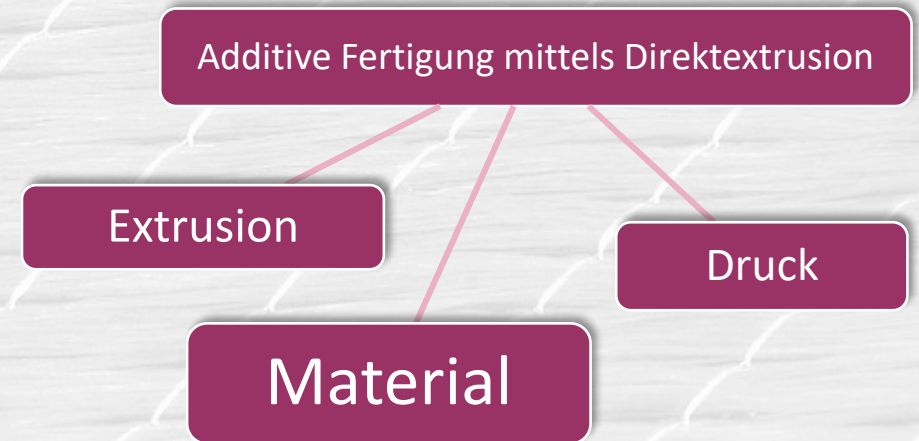 Additive Fertigung mittels Direktextrusion
Extrusion
Druck
Material